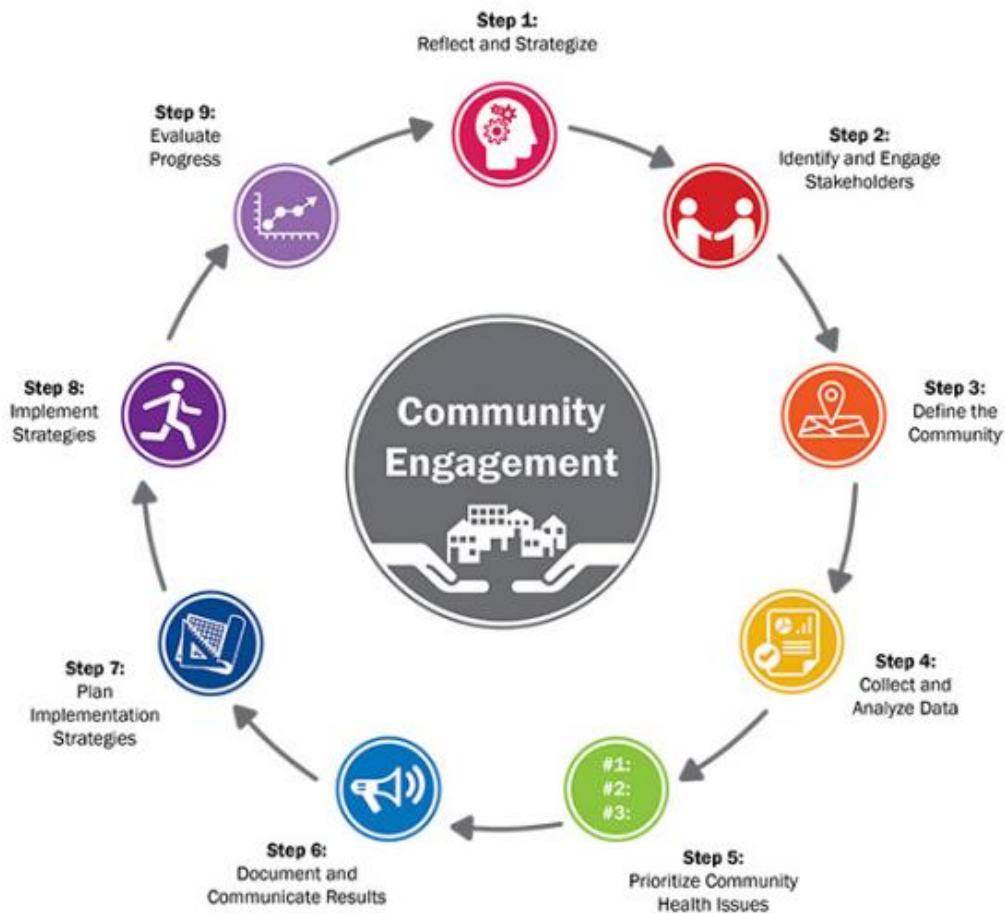 Step 1:
Reflect and Strategize
Step 2:
Identify and Engage
Stakeholders
Step 3:
Define the
Community
Step 4:
Collect and
Analyze Data
#1:
#2:
#3:
Step 5:
Prioritize Community
Health Issues
Step 6:
Document and
Communicate Results
Step 7:
Plan
Implementation
Strategies
Step 8:
Implement
Strategies
Step 9:
Evaluate
Progress
Community
Engagement